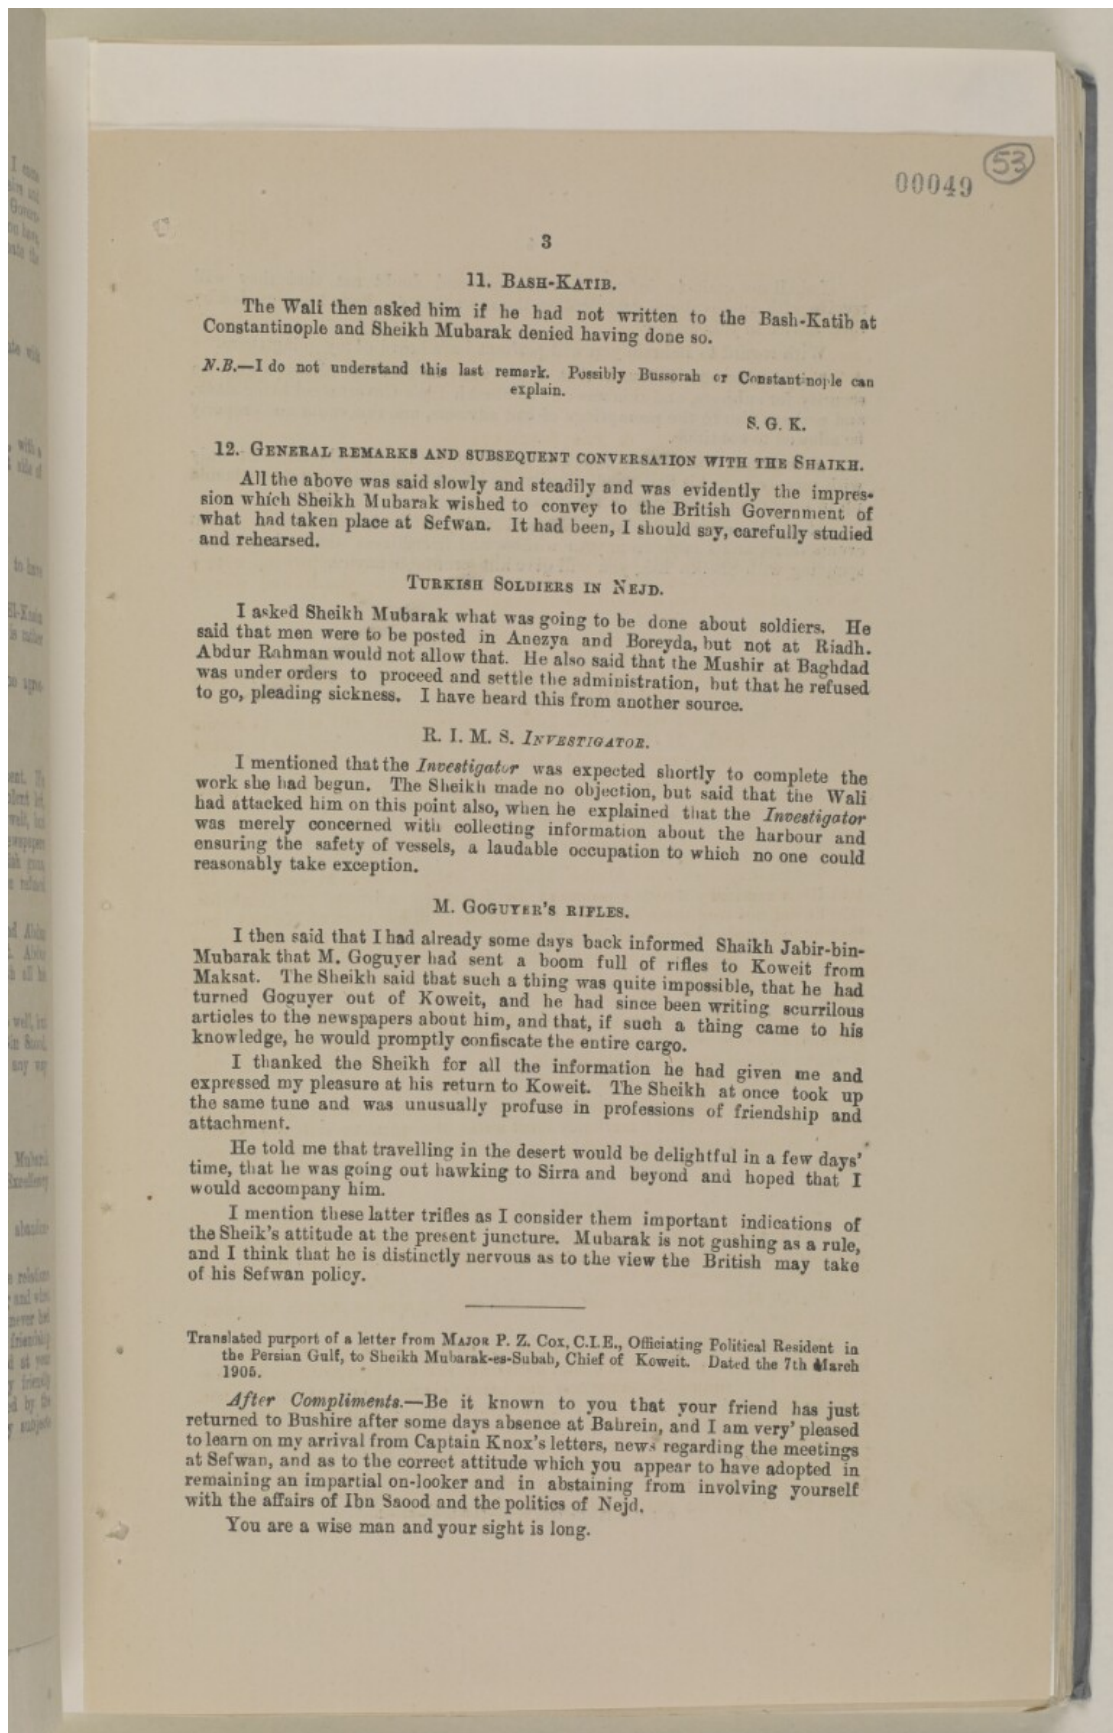 53
00049
3
11. BASH-KATIB.
The Wali then asked him if he had not written to the Bash-Katib at
Constantinople and Sheikh Mubarak denied having done so.
N.B.—I do not understand this last remark. Possibly Bussorah or Constantinople can
explain.
S. G. K.
12. GENERAL REMARKS AND SUBSEQUENT CONVERSATION WITH THE SHAIKH.
All the above was said slowly and steadily and was evidently the impres-
sion which Sheikh Mubarak wished to convey to the British Government of
what had taken place at Sefwan. It had been, I should say, carefully studied
and rehearsed.
TURKISH SOLDIERS IN NEJD.
I asked Sheikh Mubarak what was going to be done about soldiers. He
said that men were to be posted in Anezya and Boreyda, but not at Riadh.
Abdur Rahman would not allow that. He also said that the Mushir at Baghdad
was under orders to proceed and settle the administration, but that he refused
to go, pleading sickness. I have heard this from another source.
R. I. M. S. INVESTIGATOR.
I mentioned that the Investigator was expected shortly to complete the
work she had begun. The Sheikh made no objection, but said that the Wali
had attacked him on this point also, when he explained that the Investigator
was merely concerned with collecting information about the harbour and
ensuring the safety of vessels, a laudable occupation to which no one could
reasonably take exception.
M. GOGUYER'S RIFLES.
I then said that I had already some days back informed Shaikh Jabir-bin-
Mubarak that M. Goguyer had sent a boom full of rifles to Koweit from
Maksat. The Sheikh said that such a thing was quite impossible, that he had
turned Goguyer out of Koweit, and he had since been writing scurrilous
articles to the newspapers about him, and that, if such a thing came to his
knowledge, he would promptly confiscate the entire cargo.
I thanked the Sheikh for all the information he had given me and
expressed my pleasure at his return to Koweit. The Sheikh at once took up
the same tune and was unusually profuse in professions of friendship and
attachment.
He told me that travelling in the desert would be delightful in a few days'
time, that he was going out hawking to Sirra and beyond and hoped that I
would accompany him.
I mention these latter trifles as I consider them important indications of
the Sheik's attitude at the present juncture. Mubarak is not gushing as a rule,
and I think that he is distinctly nervous as to the view the British may take
of his Sefwan policy.
Translated purport of a letter from MAJOR P. Z. COX, C.I.E., Officiating Political Resident in
the Persian Gulf, to Sheikh Mubarak-es-Subah, Chief of Koweit. Dated the 7th March
1905.
After Compliments.—Be it known to you that your friend has just
returned to Bushire after some days absence at Bahrein, and I am very' pleased
to learn on my arrival from Captain Knox's letters, news regarding the meetings
at Sefwan, and as to the correct attitude which you appear to have adopted in
remaining an impartial on-looker and in abstaining from involving yourself
with the affairs of Ibn Saood and the politics of Nejd.
You are a wise man and your sight is long.